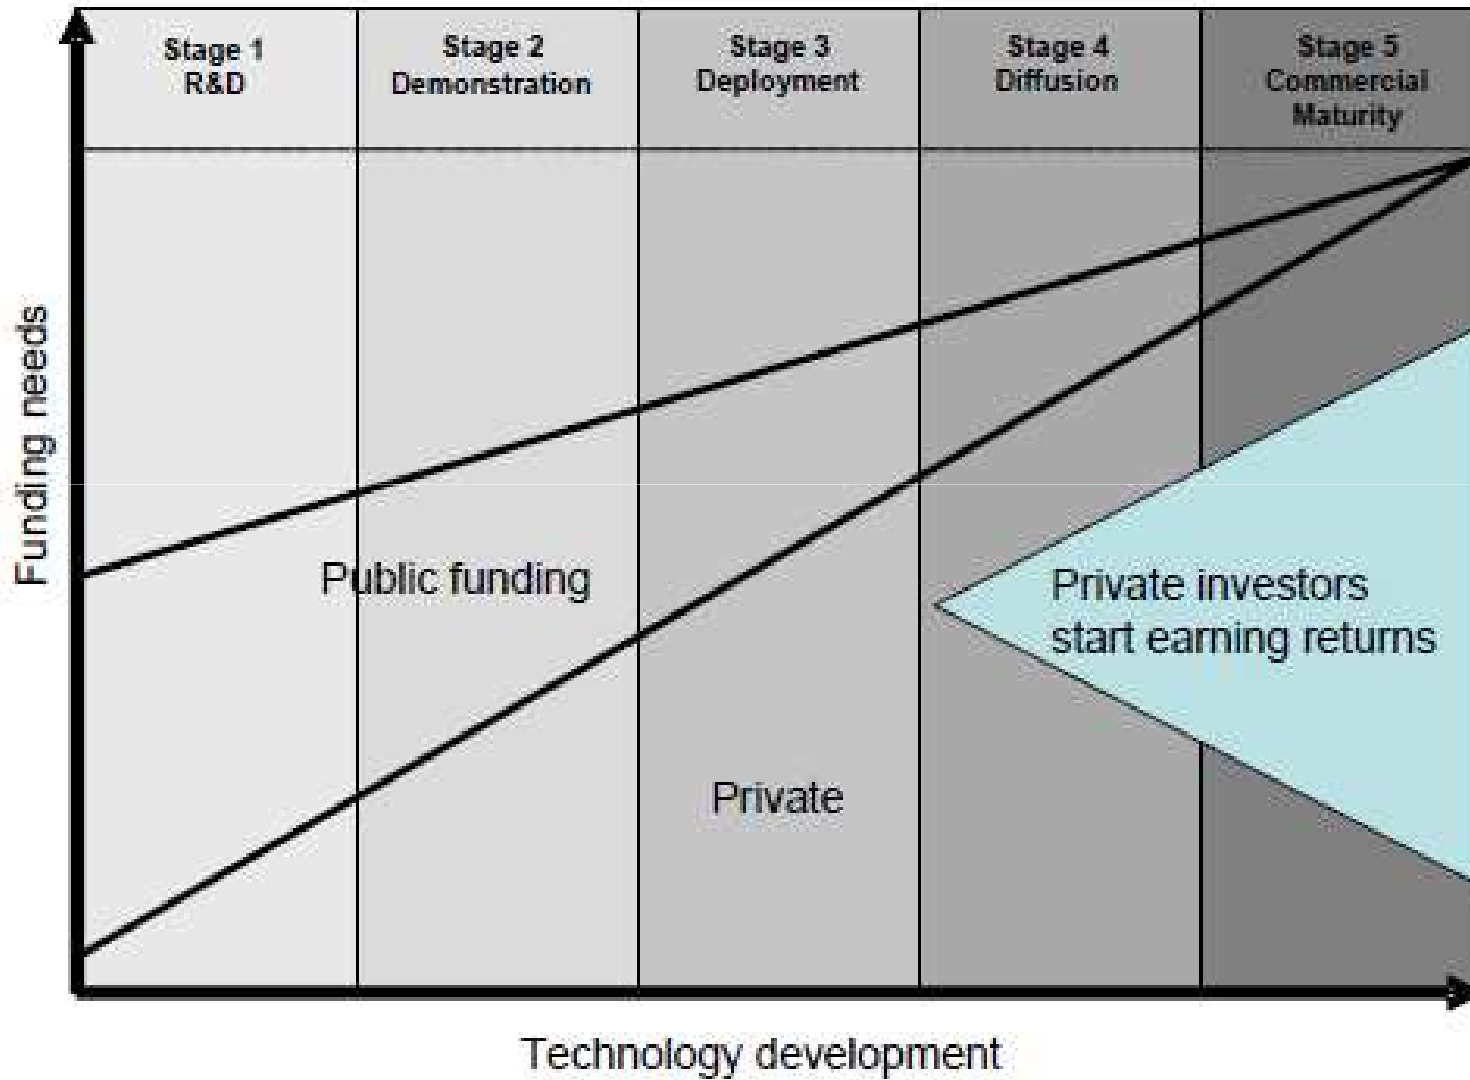 Stage 1
R&D
Stage 2
Demonstration
Stage 3
Deployment
Stage 4
Diffusion
Stage 5
Commercial
Maturity
Funding needs
Public funding
Private investors
start earning returns
Private
Technology development